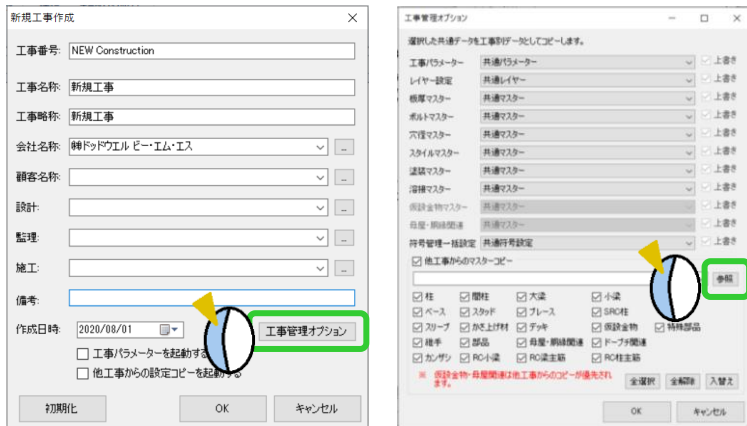 新規工事作成
工事番号: NEW Construction
工事名称: 新規工事
工事略称: 新規工事
会社名称: ㈱ドッドウエル ビー・エム・エス
顧客名称:
設計:
監理:
施工:
備考:
作成日時: 2020/08/01
工事管理オプション
工事パラメーターを起動する
他工事からの設定コピーを起動する
初期化 OK キャンセル
工事管理オプション
選択した共通データを工事別データとしてコピーします。
工事パラメーター 共通パラメーター 上書き
レイヤー設定 共通レイヤー 上書き
板厚マスター 共通マスター 上書き
ボルトマスター 共通マスター 上書き
穴径マスター 共通マスター 上書き
スタイルマスター 共通マスター 上書き
塗装マスター 共通マスター 上書き
溶接マスター 共通マスター 上書き
仮設金物マスター 共通マスター 上書き
母屋・胴縁関連 共通マスター 上書き
符号管理一括設定 共通符号設定 上書き
他工事からのマスターコピー
参照
柱 間柱 大梁 小梁
ベース スタッド ブレース SRC柱
スリーブ かさ上げ材 デッキ 仮設金物 特殊部品
継手 部品 母屋・胴縁関連 ドーブチ関連
カンザシ RC小梁 RC梁主筋 RC柱主筋
※ 仮設金物・母屋関連は他工事からのコピーが優先されます。
全選択 全解除 入替え
OK キャンセル